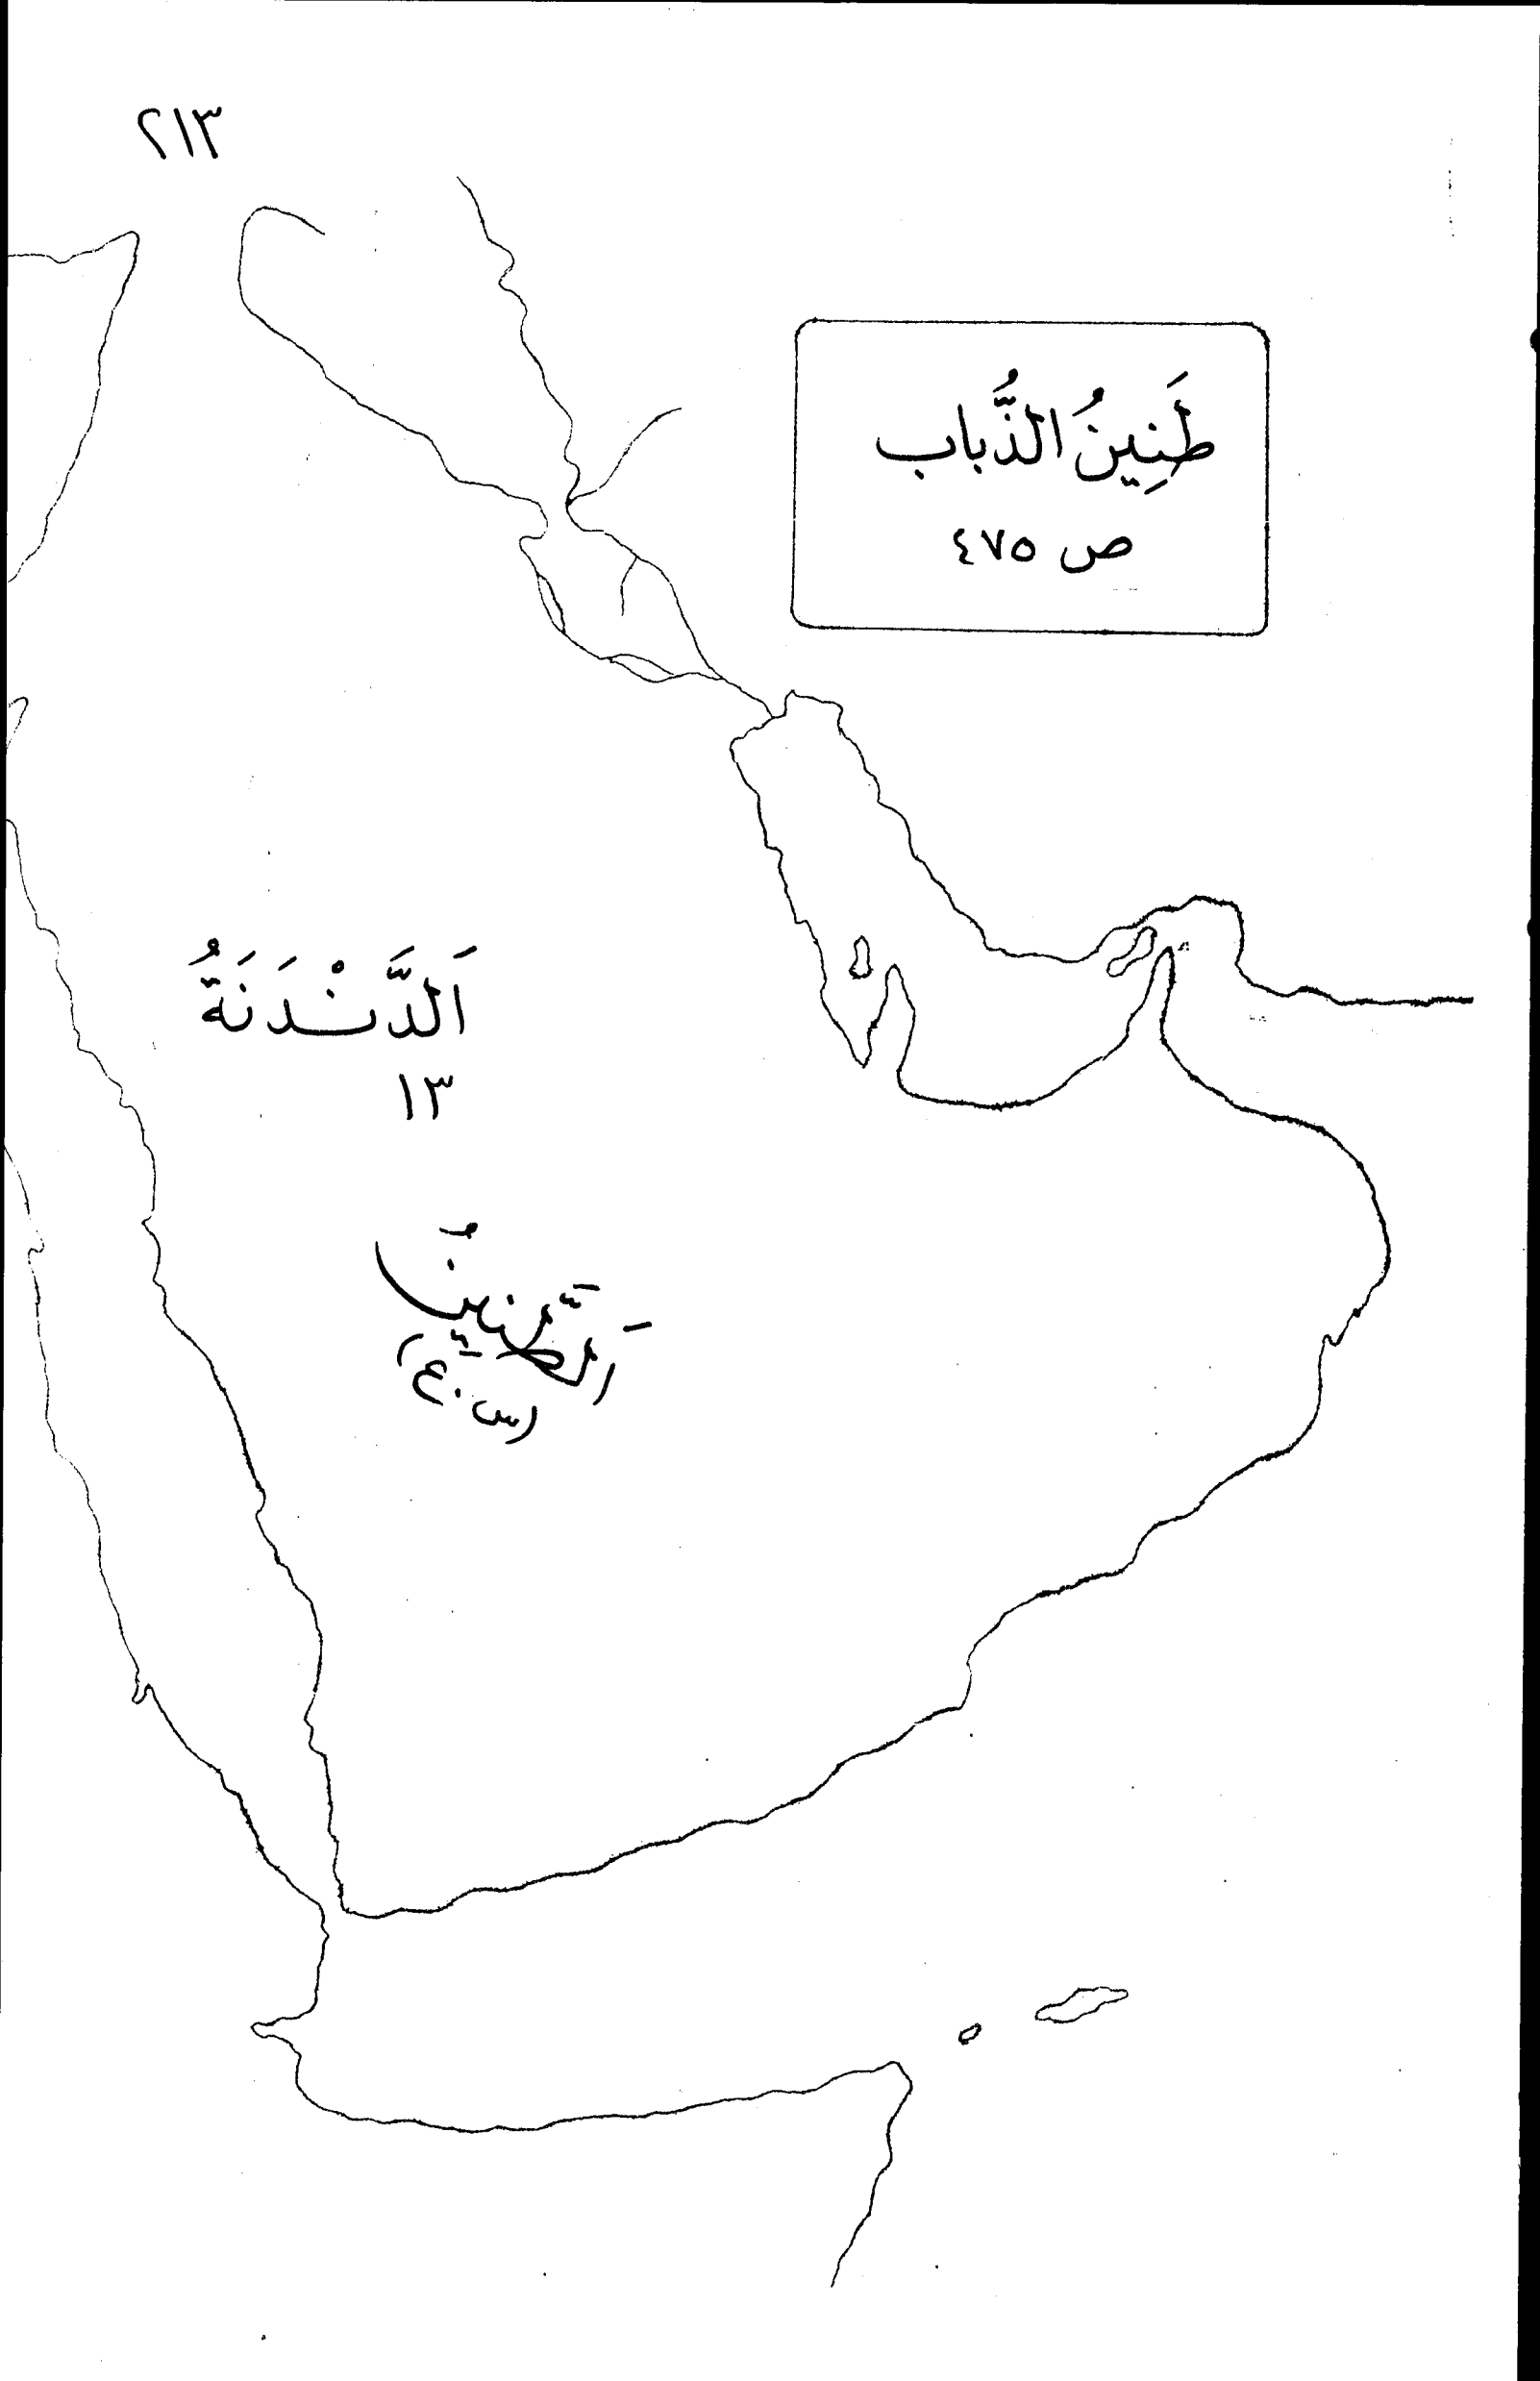 ٢١٣
طَنِينُ الذُّباب
ص ٤٧٥
اَلدَّنْدَنَةُ
١٣
اَلطَّنِينُ
(س.ع)